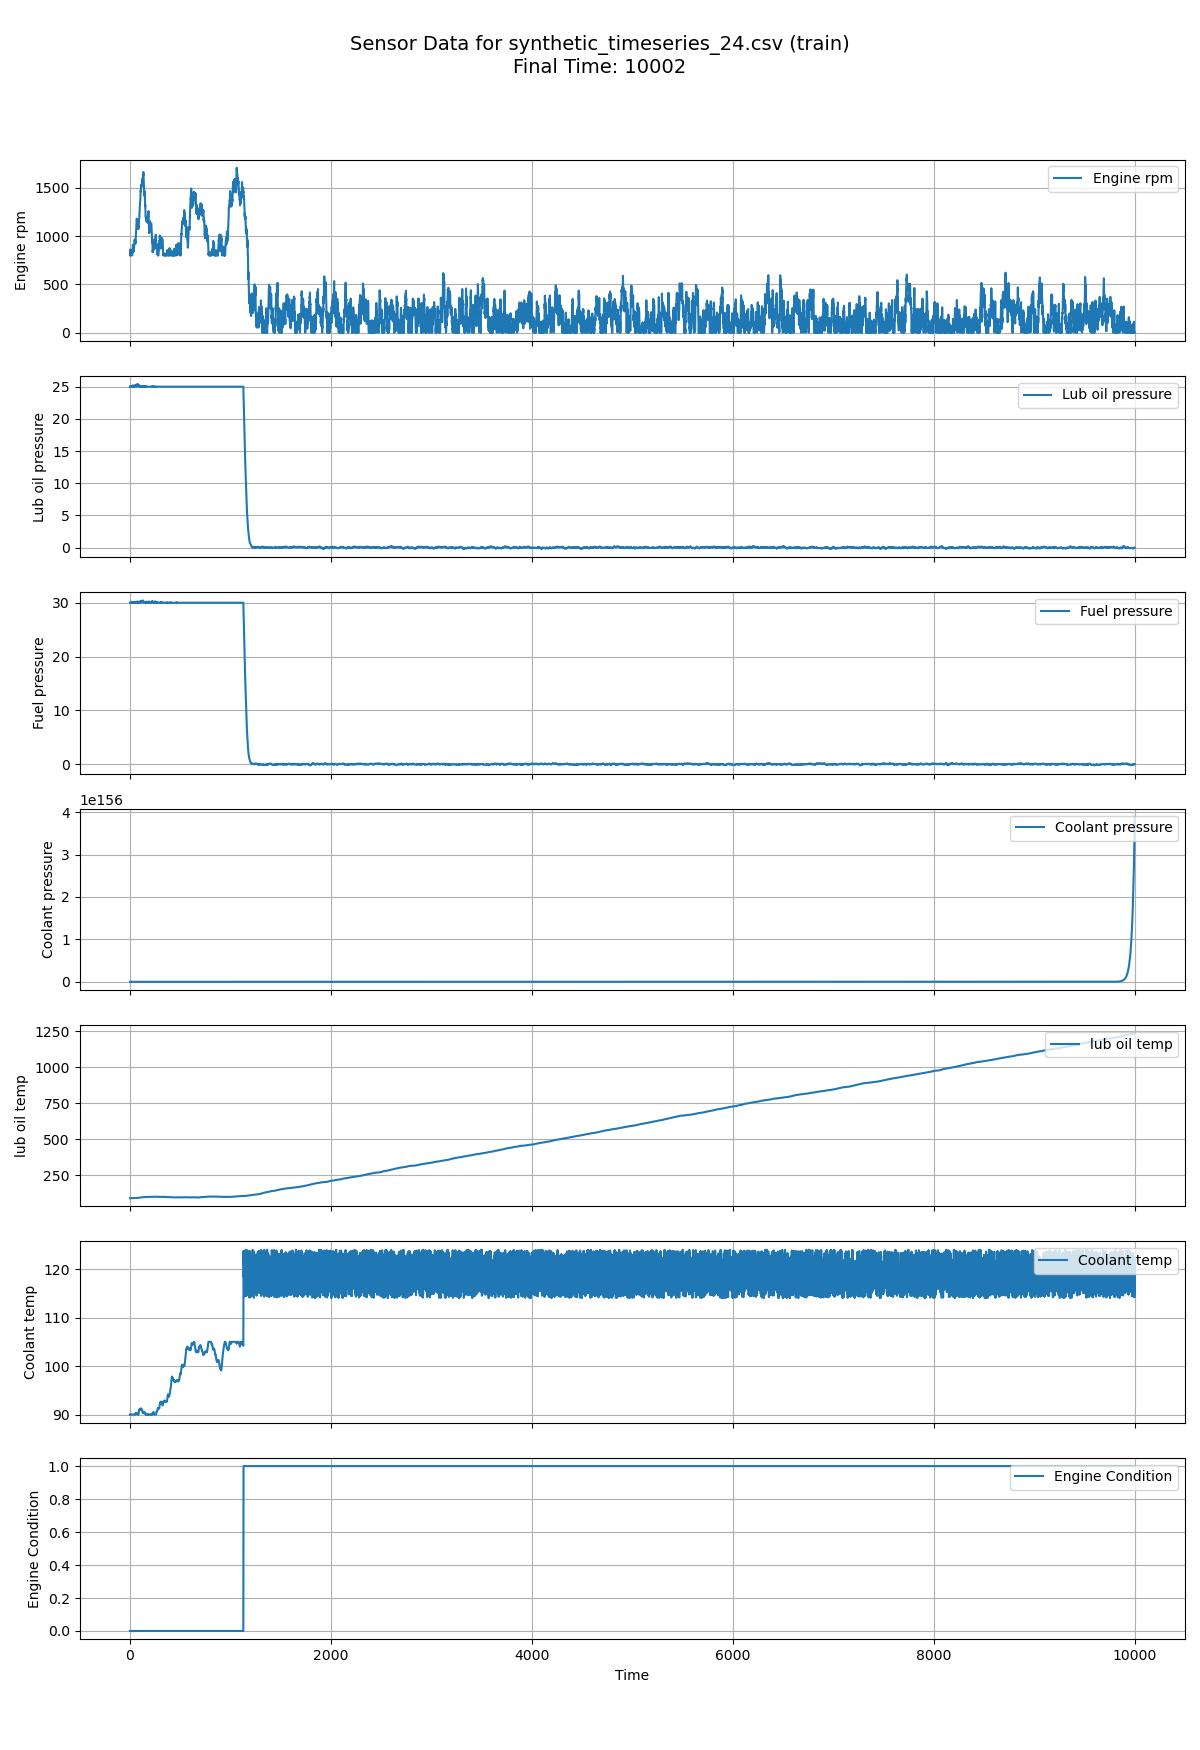 Sensor Data for synthetic_timeseries_24.csv (train)
Final Time: 10002
Engine rpm
1500
1000
500
0
Engine rpm
Lub oil pressure
25
20
15
10
5
0
Lub oil pressure
Fuel pressure
30
20
10
0
Fuel pressure
1e156
Coolant pressure
4
3
2
1
0
Coolant pressure
lub oil temp
1250
1000
750
500
250
lub oil temp
Coolant temp
120
110
100
90
Coolant temp
Engine Condition
1.0
0.8
0.6
0.4
0.2
0.0
Engine Condition
0 2000 4000 6000 8000 10000
Time